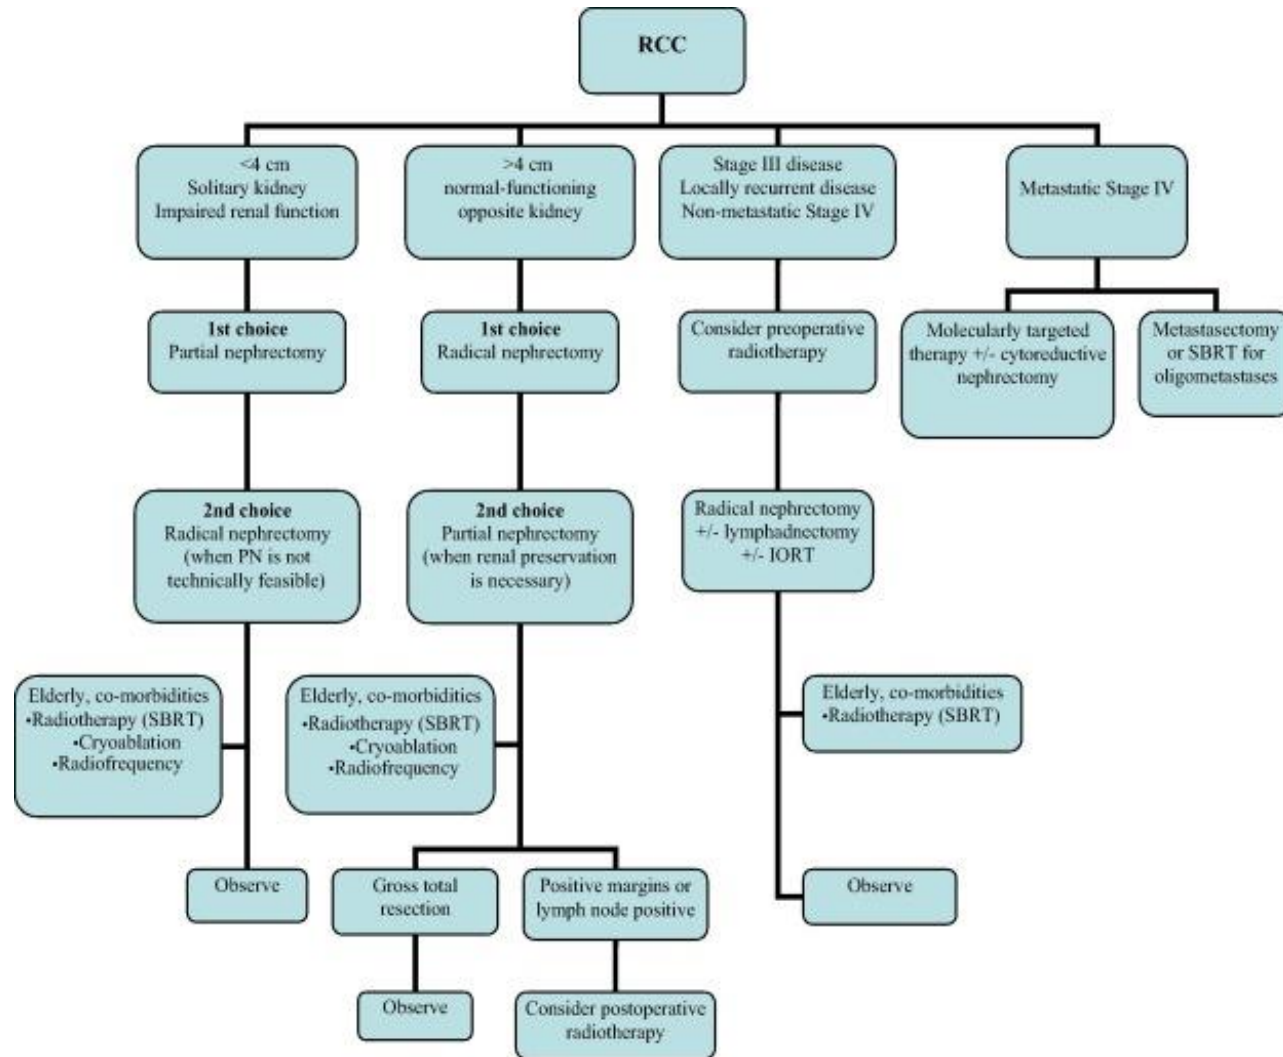 RCC
<4 cm
Solitary kidney
Impaired renal function
>4 cm
normal-functioning
opposite kidney
Stage III disease
Locally recurrent disease
Non-metastatic Stage IV
Metastatic Stage IV
1st choice
Partial nephrectomy
1st choice
Radical nephrectomy
Consider preoperative
radiotherapy
Molecularly targeted
therapy +/- cytoreductive
nephrectomy
Metastasectomy
or SBRT for
oligometastases
2nd choice
Radical nephrectomy
(when PN is not
technically feasible)
2nd choice
Partial nephrectomy
(when renal preservation
is necessary)
Radical nephrectomy
+/- lymphadnectomy
+/- IORT
Elderly, co-morbidities
•Radiotherapy (SBRT)
•Cryoablation
•Radiofrequency
Elderly, co-morbidities
•Radiotherapy (SBRT)
•Cryoablation
•Radiofrequency
Elderly, co-morbidities
•Radiotherapy (SBRT)
Observe
Gross total
resection
Positive margins or
lymph node positive
Observe
Observe
Consider postoperative
radiotherapy